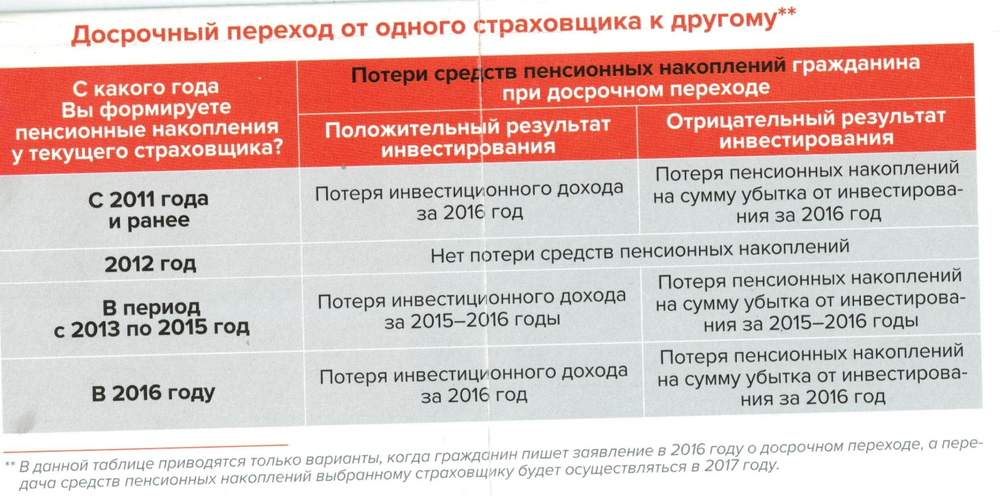 Досрочный переход от одного страховщика к другому**
С какого года
Вы формируете
пенсионные накопления
у текущего страховщика?
Потери средств пенсионных накоплений гражданина
при досрочном переходе
Положительный результат
инвестирования
Отрицательный результат
инвестирования
С 2011 года
и ранее
Потеря инвестиционного дохода
за 2016 год
Потеря пенсионных накоплений
на сумму убытка от инвестирова-
ния за 2016 год
2012 год
Нет потери средств пенсионных накоплений
В период
с 2013 по 2015 год
Потеря инвестиционного дохода
за 2015–2016 годы
Потеря пенсионных накоплений
на сумму убытка от инвестирова-
ния за 2015–2016 годы
В 2016 году
Потеря инвестиционного дохода
за 2016 год
Потеря пенсионных накоплений
на сумму убытка от инвестирова-
ния за 2016 год
** В данной таблице приводятся только варианты, когда гражданин пишет заявление в 2016 году о досрочном переходе, а пере-
дача средств пенсионных накоплений выбранному страховщику будет осуществляться в 2017 году.